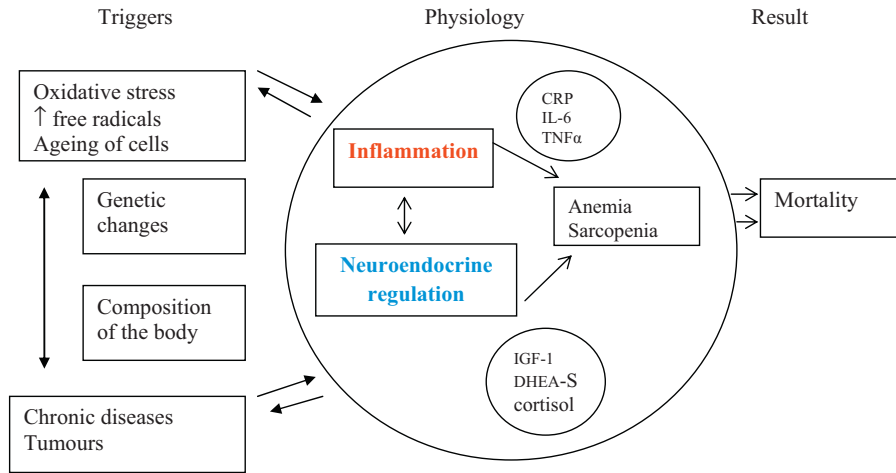 Triggers
Physiology
Result
Oxidative stress
↑ free radicals
Ageing of cells
Genetic
changes
Composition
of the body
Chronic diseases
Tumours
CRP
IL-6
TNFα
Inflammation
Neuroendocrine
regulation
Anemia
Sarcopenia
IGF-1
DHEA-S
cortisol
Mortality